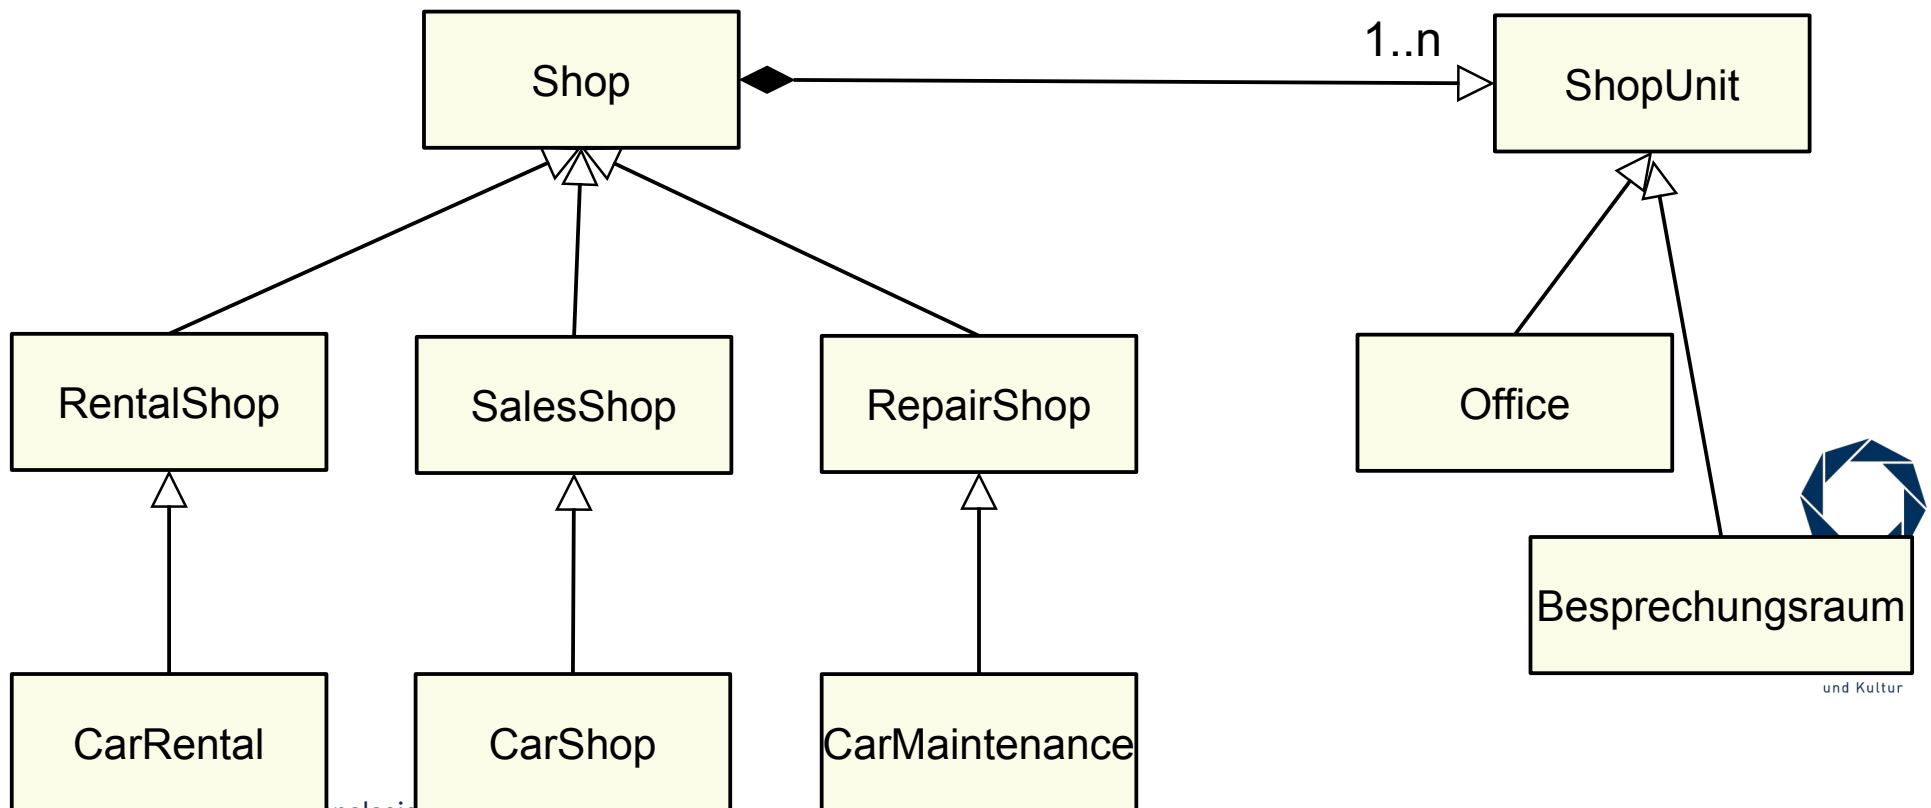 1..n
Shop
ShopUnit
RentalShop
SalesShop
RepairShop
Office
Besprechungsraum
und Kultur
CarRental
CarShop
CarMaintenance